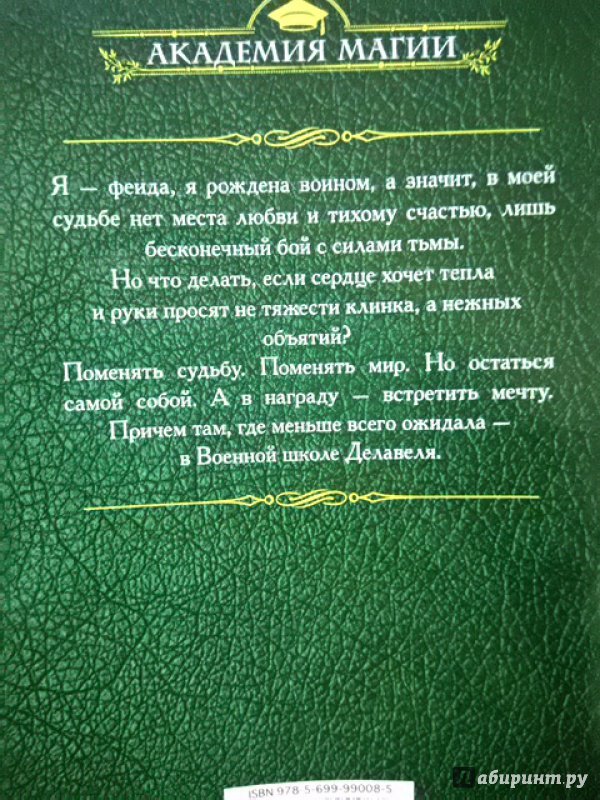 АКАДЕМИЯ МАГИИ
Я — феида, я рождена воином, а значит, в моей
судьбе нет места любви и тихому счастью, лишь
бесконечный бой с силами тьмы.
Но что делать, если сердце хочет тепла
и руки просят не тяжести клинка, а нежных
объятий?
Поменять судьбу. Поменять мир. Но остаться
самой собой. А в награду — встретить мечту.
Причем там, где меньше всего ожидала —
в Военной школе Делавеля.
ISBN 978-5-699-99008-5
Лабиринт.ру